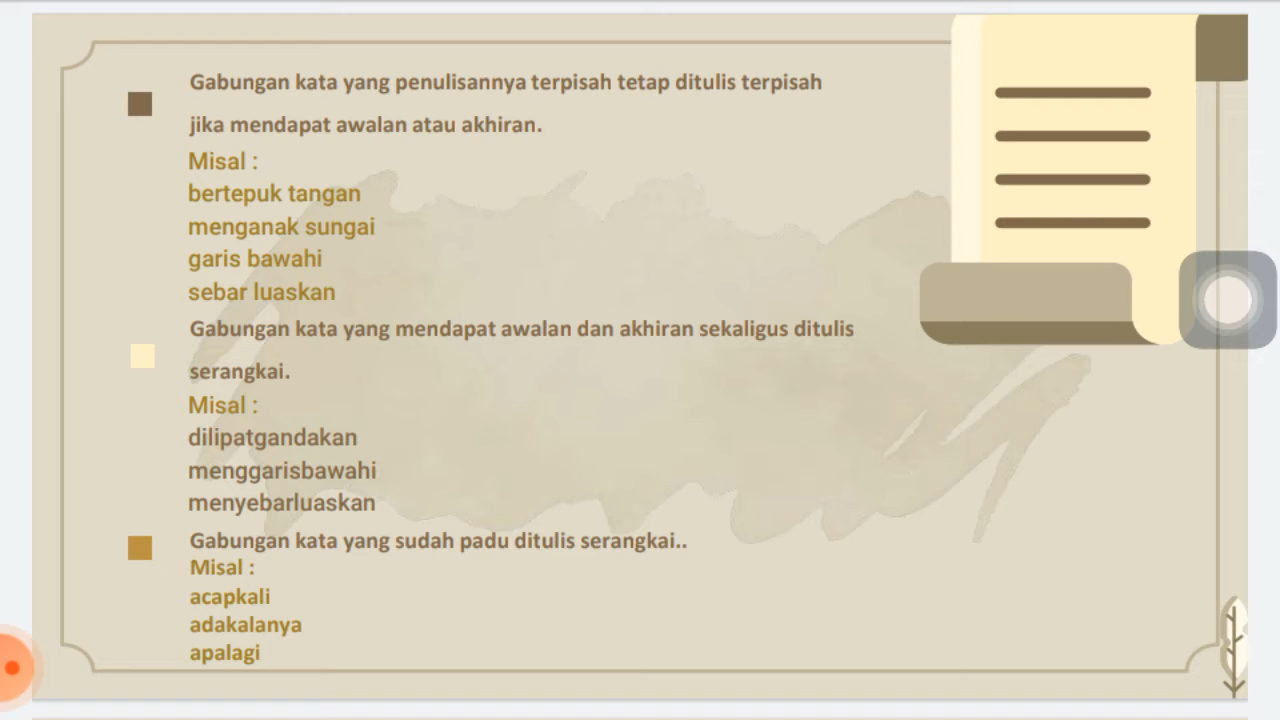 Gabungan kata yang penulisannya terpisah tetap ditulis terpisah
jika mendapat awalan atau akhiran.
Misal :
bertepuk tangan
menganak sungai
garis bawahi
sebar luaskan
Gabungan kata yang mendapat awalan dan akhiran sekaligus ditulis
serangkai.
Misal :
dilipatgandakan
menggarisbawahi
menyebarluaskan
Gabungan kata yang sudah padu ditulis serangkai..
Misal :
acapkali
adakalanya
apalagi